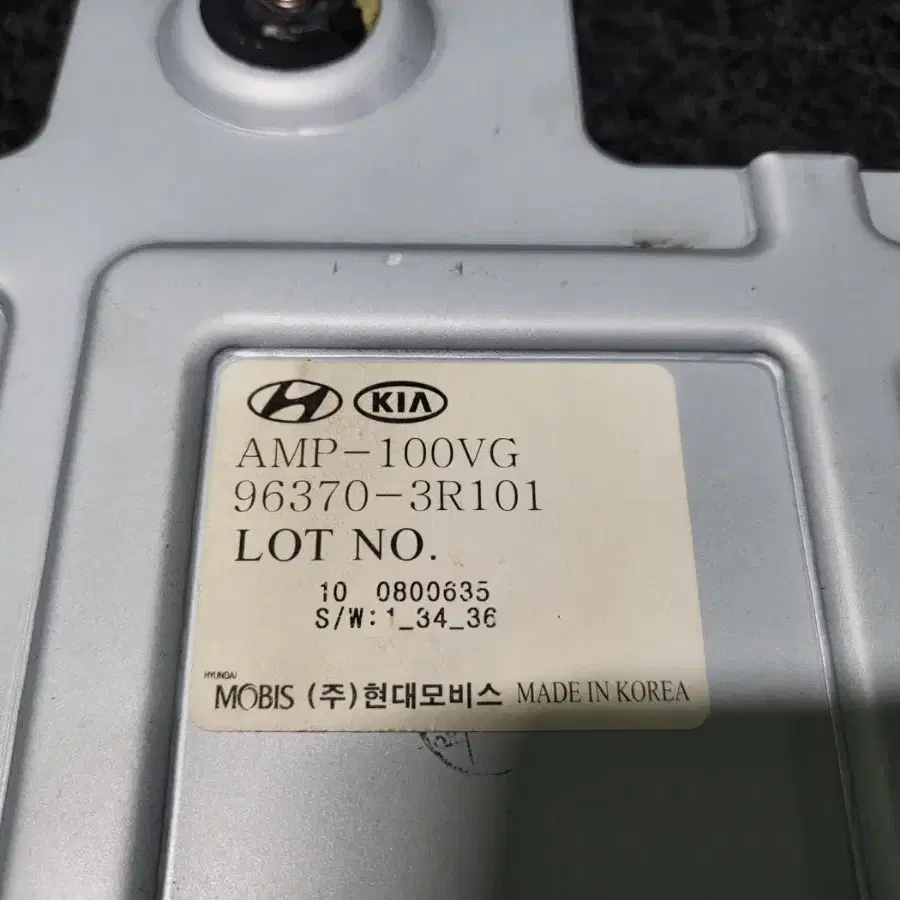 KIA
AMP-100VG
96370-3R101
LOT NO.
10 0800635
S/W:1_34_36
HYUNDAI
MOBIS (주)현대모비스 MADE IN KOREA